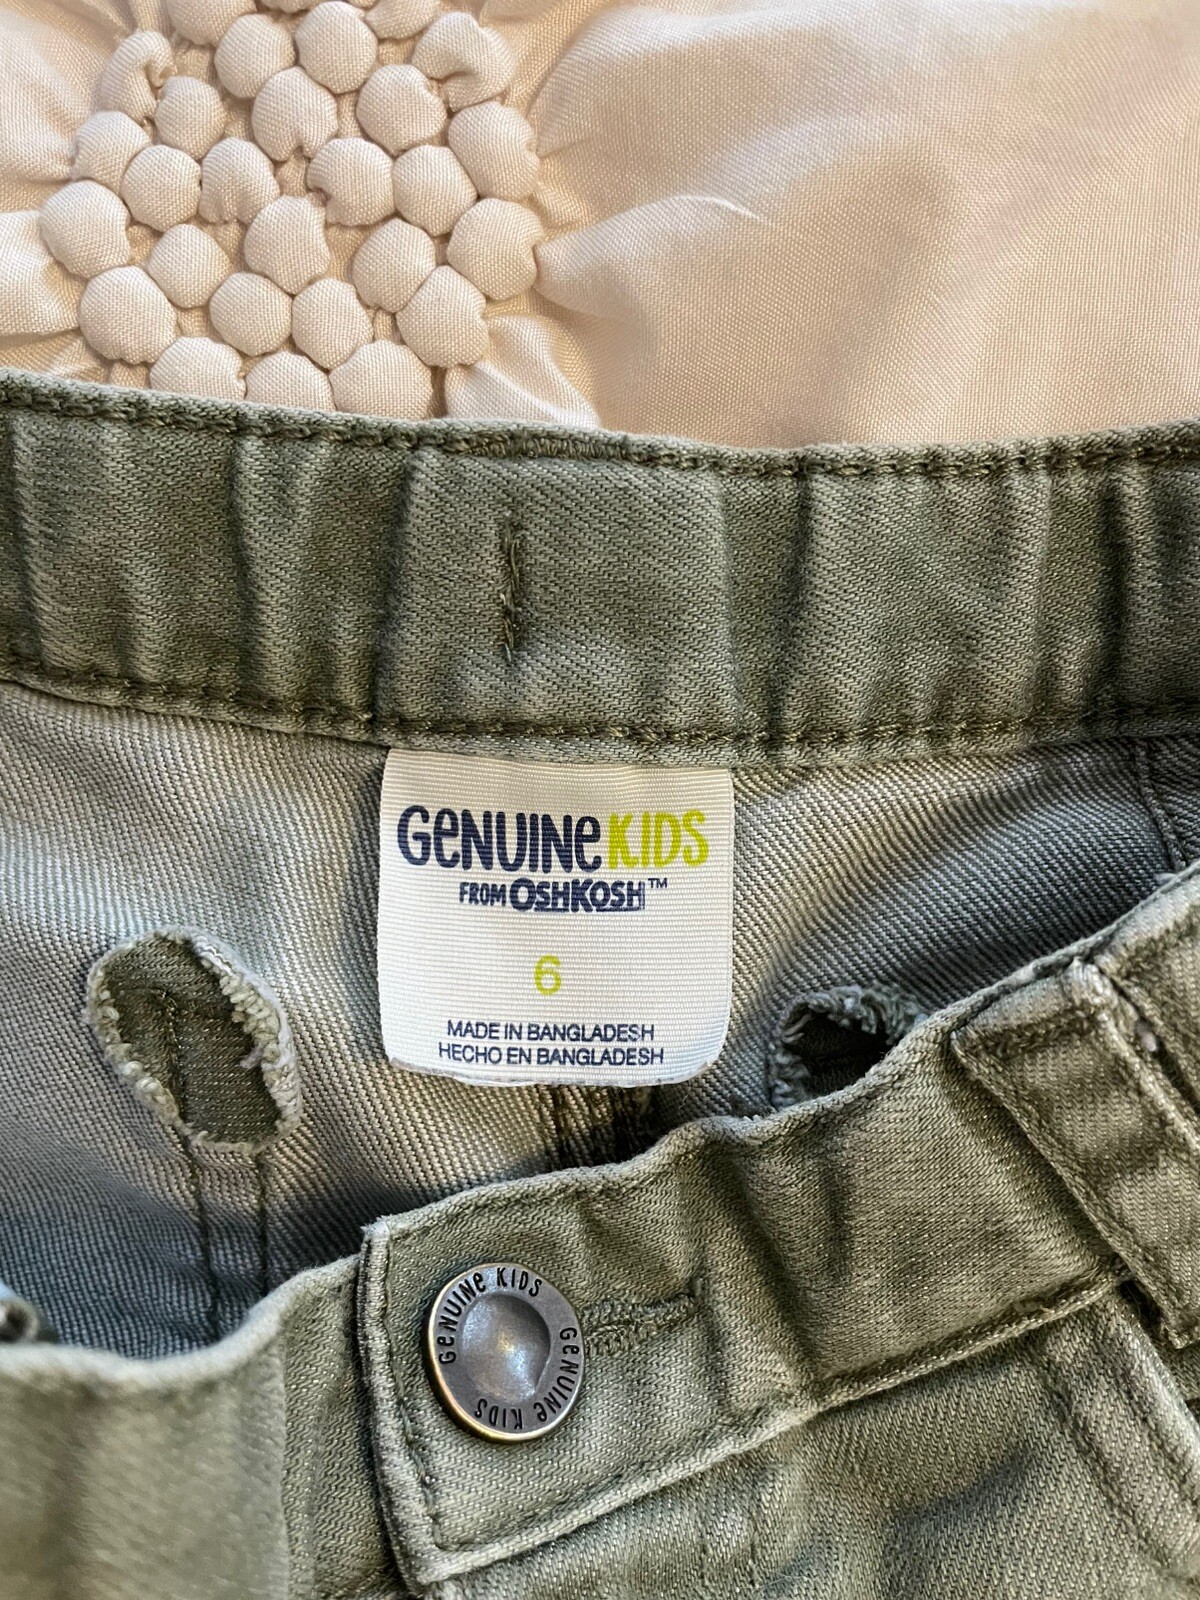 GENUINE KIDS
FROM OSHKOSH™
6
MADE IN BANGLADESH
HECHO EN BANGLADESH
GENUINE KIDS
GENUINE KIDS